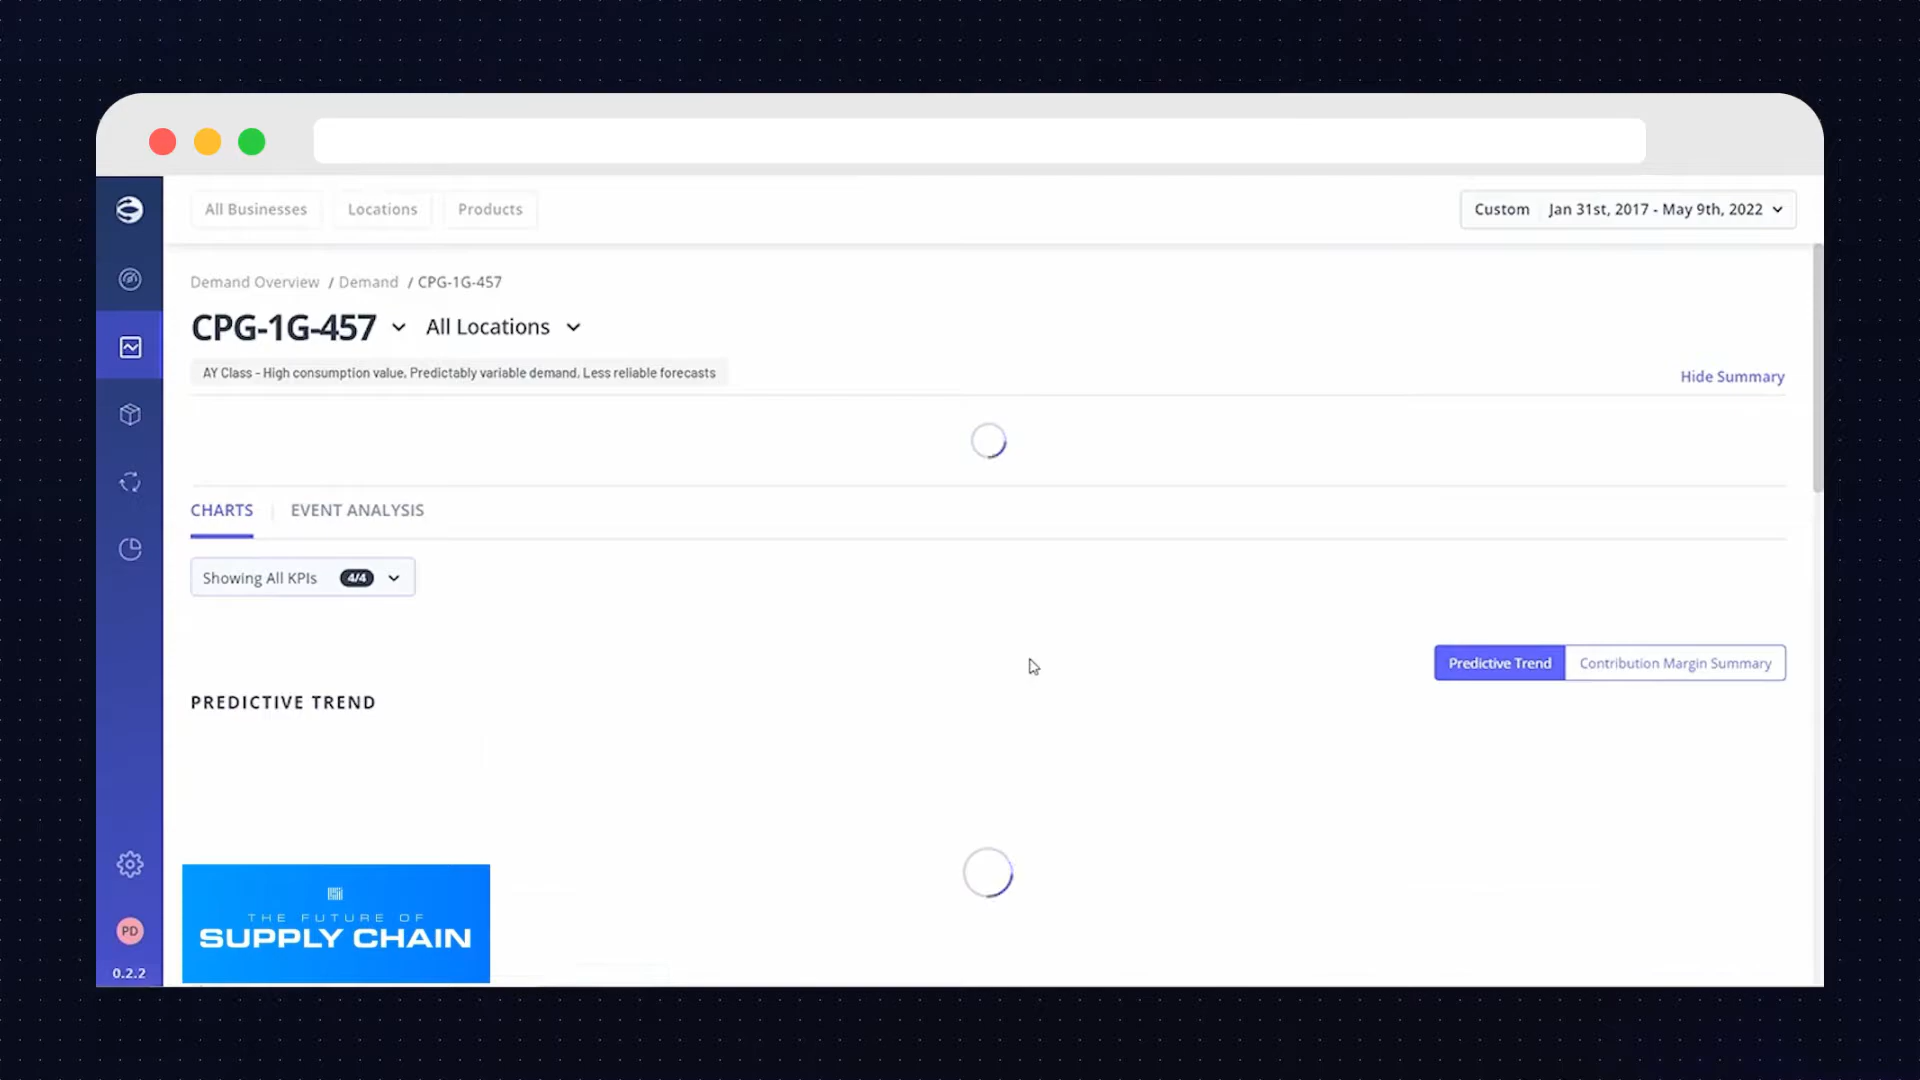 All Businesses
Locations
Products
Custom Jan 31st, 2017 - May 9th, 2022
Demand Overview / Demand / CPG-1G-457
CPG-1G-457 All Locations
AY Class - High consumption value. Predictably variable demand. Less reliable forecasts
Hide Summary
CHARTS
EVENT ANALYSIS
Showing All KPIs 4/4
Predictive Trend
Contribution Margin Summary
PREDICTIVE TREND
THE FUTURE OF
SUPPLY CHAIN
PD
0.2.2